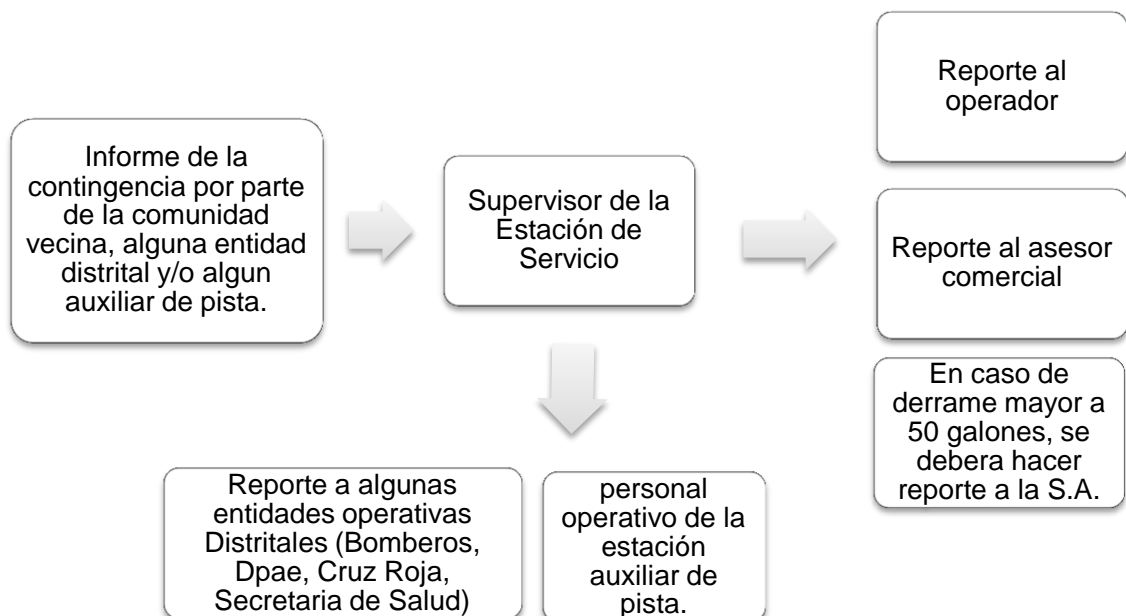 Informe de la
contingencia por parte
de la comunidad
vecina, alguna entidad
distrital y/o algun
auxiliar de pista.
Supervisor de la
Estación de
Servicio
Reporte al
operador
Reporte al asesor
comercial
En caso de
derrame mayor a
50 galones, se
debera hacer
reporte a la S.A.
Reporte a algunas
entidades operativas
Distritales (Bomberos,
Dpae, Cruz Roja,
Secretaria de Salud)
personal
operativo de la
estación
auxiliar de
pista.